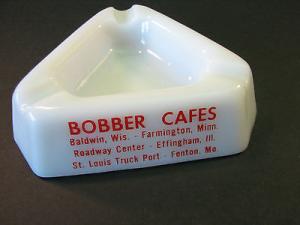 BOBBER CAFES
Baldwin, Wis. - Farmington, Minn.
Roadway Center - Effingham, Ill.
St. Louis Truck Port - Fenton, Mo